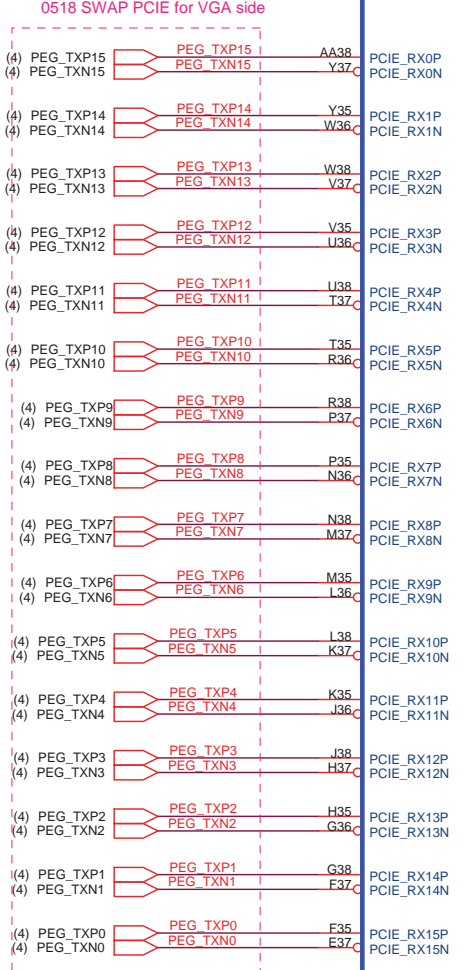 0518 SWAP PCIE for VGA side
(4) PEG_TXP15 PEG_TXP15 AA38 PCIE_RX0P
(4) PEG_TXN15 PEG_TXN15 Y37 PCIE_RX0N
(4) PEG_TXP14 PEG_TXP14 Y35 PCIE_RX1P
(4) PEG_TXN14 PEG_TXN14 W36 PCIE_RX1N
(4) PEG_TXP13 PEG_TXP13 W38 PCIE_RX2P
(4) PEG_TXN13 PEG_TXN13 V37 PCIE_RX2N
(4) PEG_TXP12 PEG_TXP12 V35 PCIE_RX3P
(4) PEG_TXN12 PEG_TXN12 U36 PCIE_RX3N
(4) PEG_TXP11 PEG_TXP11 U38 PCIE_RX4P
(4) PEG_TXN11 PEG_TXN11 T37 PCIE_RX4N
(4) PEG_TXP10 PEG_TXP10 T35 PCIE_RX5P
(4) PEG_TXN10 PEG_TXN10 R36 PCIE_RX5N
(4) PEG_TXP9 PEG_TXP9 R38 PCIE_RX6P
(4) PEG_TXN9 PEG_TXN9 P37 PCIE_RX6N
(4) PEG_TXP8 PEG_TXP8 P35 PCIE_RX7P
(4) PEG_TXN8 PEG_TXN8 N36 PCIE_RX7N
(4) PEG_TXP7 PEG_TXP7 N38 PCIE_RX8P
(4) PEG_TXN7 PEG_TXN7 M37 PCIE_RX8N
(4) PEG_TXP6 PEG_TXP6 M35 PCIE_RX9P
(4) PEG_TXN6 PEG_TXN6 L36 PCIE_RX9N
(4) PEG_TXP5 PEG_TXP5 L38 PCIE_RX10P
(4) PEG_TXN5 PEG_TXN5 K37 PCIE_RX10N
(4) PEG_TXP4 PEG_TXP4 K35 PCIE_RX11P
(4) PEG_TXN4 PEG_TXN4 J36 PCIE_RX11N
(4) PEG_TXP3 PEG_TXP3 J38 PCIE_RX12P
(4) PEG_TXN3 PEG_TXN3 H37 PCIE_RX12N
(4) PEG_TXP2 PEG_TXP2 H35 PCIE_RX13P
(4) PEG_TXN2 PEG_TXN2 G36 PCIE_RX13N
(4) PEG_TXP1 PEG_TXP1 G38 PCIE_RX14P
(4) PEG_TXN1 PEG_TXN1 F37 PCIE_RX14N
(4) PEG_TXP0 PEG_TXP0 F35 PCIE_RX15P
(4) PEG_TXN0 PEG_TXN0 E37 PCIE_RX15N